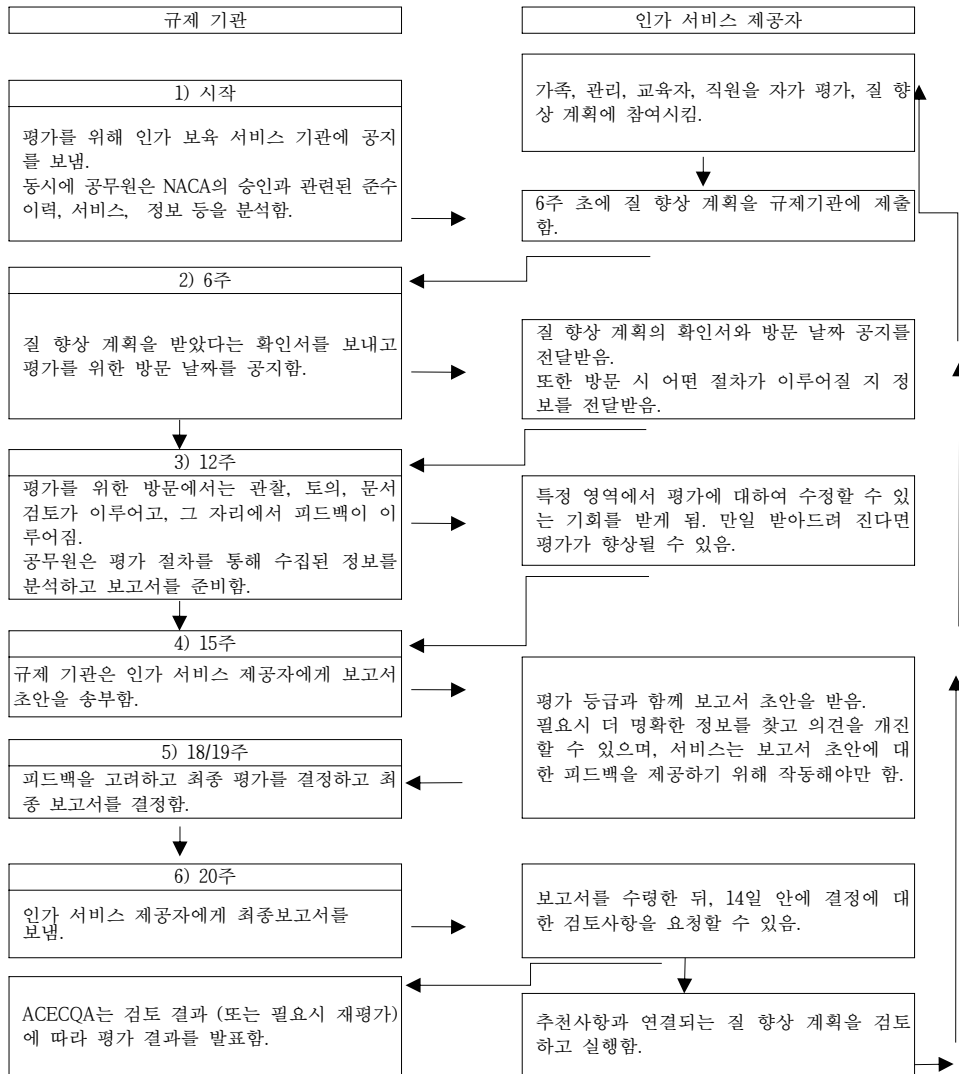 규제 기관
인가 서비스 제공자
1) 시작
평가를 위해 인가 보육 서비스 기관에 공지
를 보냄.
동시에 공무원은 NACA의 승인과 관련된 준수
이력, 서비스, 정보 등을 분석함.
가족, 관리, 교육자, 직원을 자가 평가, 질 향
상 계획에 참여시킴.
6주 초에 질 향상 계획을 규제기관에 제출
함.
2) 6주
질 향상 계획을 받았다는 확인서를 보내고
평가를 위한 방문 날짜를 공지함.
질 향상 계획의 확인서와 방문 날짜 공지를
전달받음.
또한 방문 시 어떤 절차가 이루어질 지 정
보를 전달받음.
3) 12주
평가를 위한 방문에서는 관찰, 토의, 문서
검토가 이루어고, 그 자리에서 피드백이 이
루어짐.
공무원은 평가 절차를 통해 수집된 정보를
분석하고 보고서를 준비함.
특정 영역에서 평가에 대하여 수정할 수 있
는 기회를 받게 됨. 만일 받아드려 진다면
평가가 향상될 수 있음.
4) 15주
규제 기관은 인가 서비스 제공자에게 보고서
초안을 송부함.
평가 등급과 함께 보고서 초안을 받음.
필요시 더 명확한 정보를 찾고 의견을 개진
할 수 있으며, 서비스는 보고서 초안에 대
한 피드백을 제공하기 위해 작동해야만 함.
5) 18/19주
피드백을 고려하고 최종 평가를 결정하고 최
종 보고서를 결정함.
6) 20주
인가 서비스 제공자에게 최종보고서를
보냄.
보고서를 수령한 뒤, 14일 안에 결정에 대
한 검토사항을 요청할 수 있음.
ACECQA는 검토 결과 (또는 필요시 재평가)
에 따라 평가 결과를 발표함.
추천사항과 연결되는 질 향상 계획을 검토
하고 실행함.